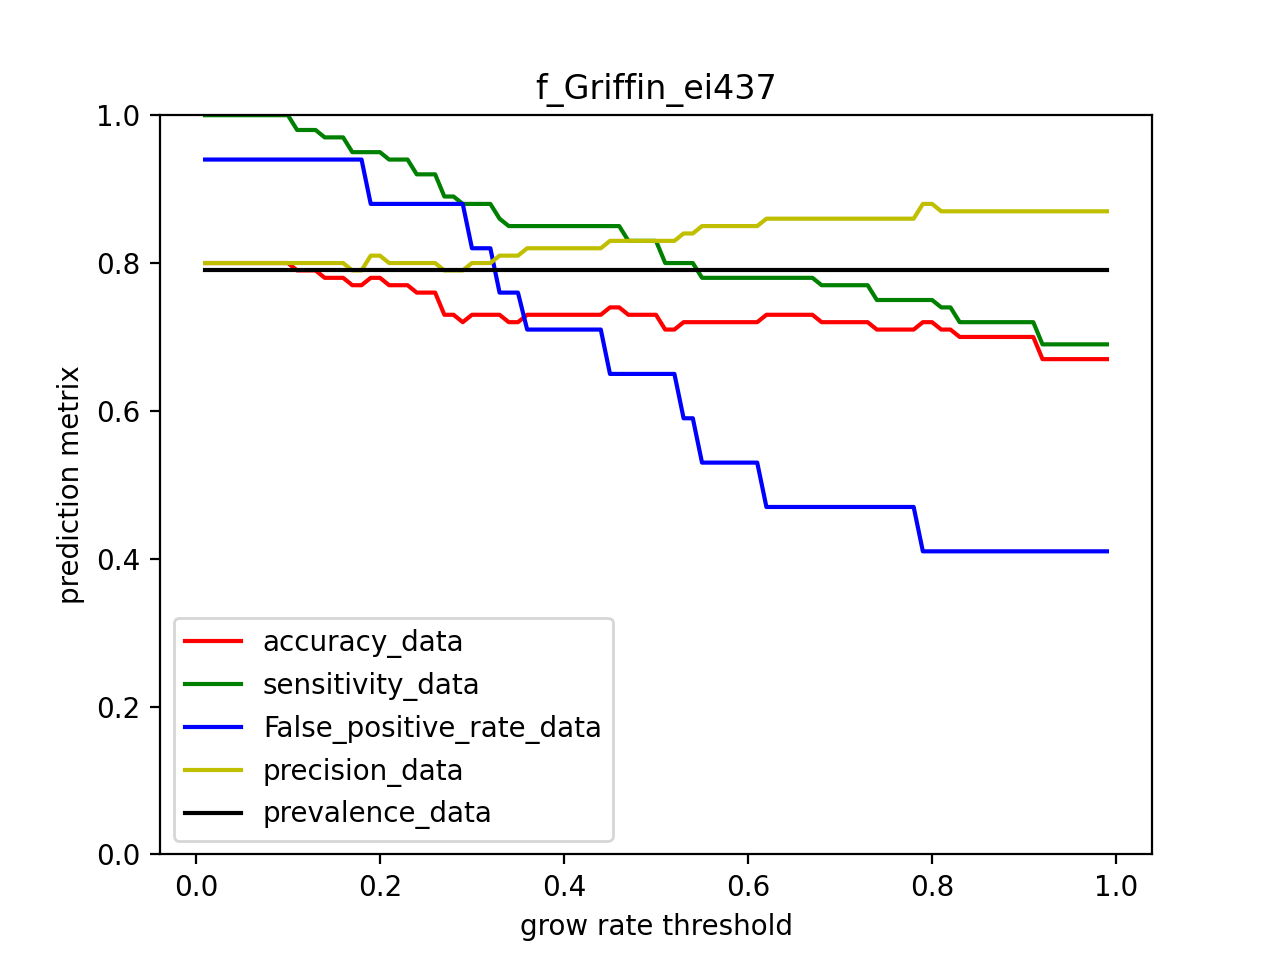 f_Griffin_ei437
1.0
0.8
0.6
0.4
0.2
0.0
prediction metrix
accuracy_data
sensitivity_data
False_positive_rate_data
precision_data
prevalence_data
0.0 0.2 0.4 0.6 0.8 1.0
grow rate threshold